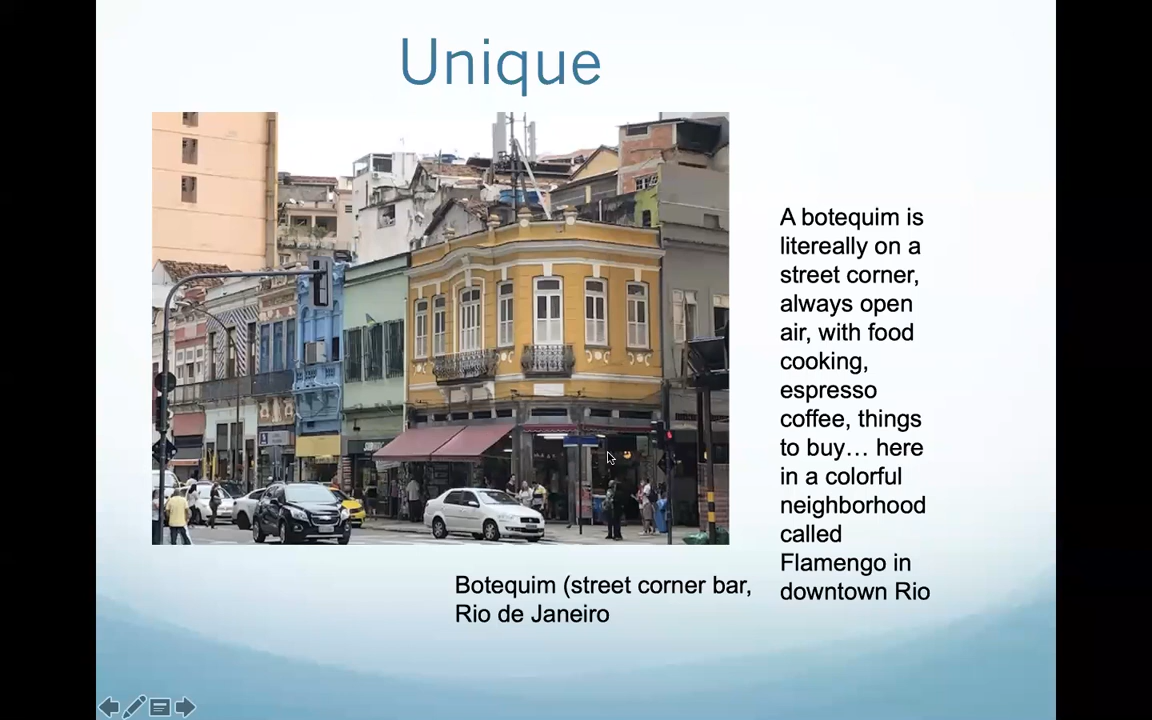 Unique
A botequim is
litereally on a
street corner,
always open
air, with food
cooking,
espresso
coffee, things
to buy… here
in a colorful
neighborhood
called
Flamengo in
downtown Rio
Botequim (street corner bar,
Rio de Janeiro